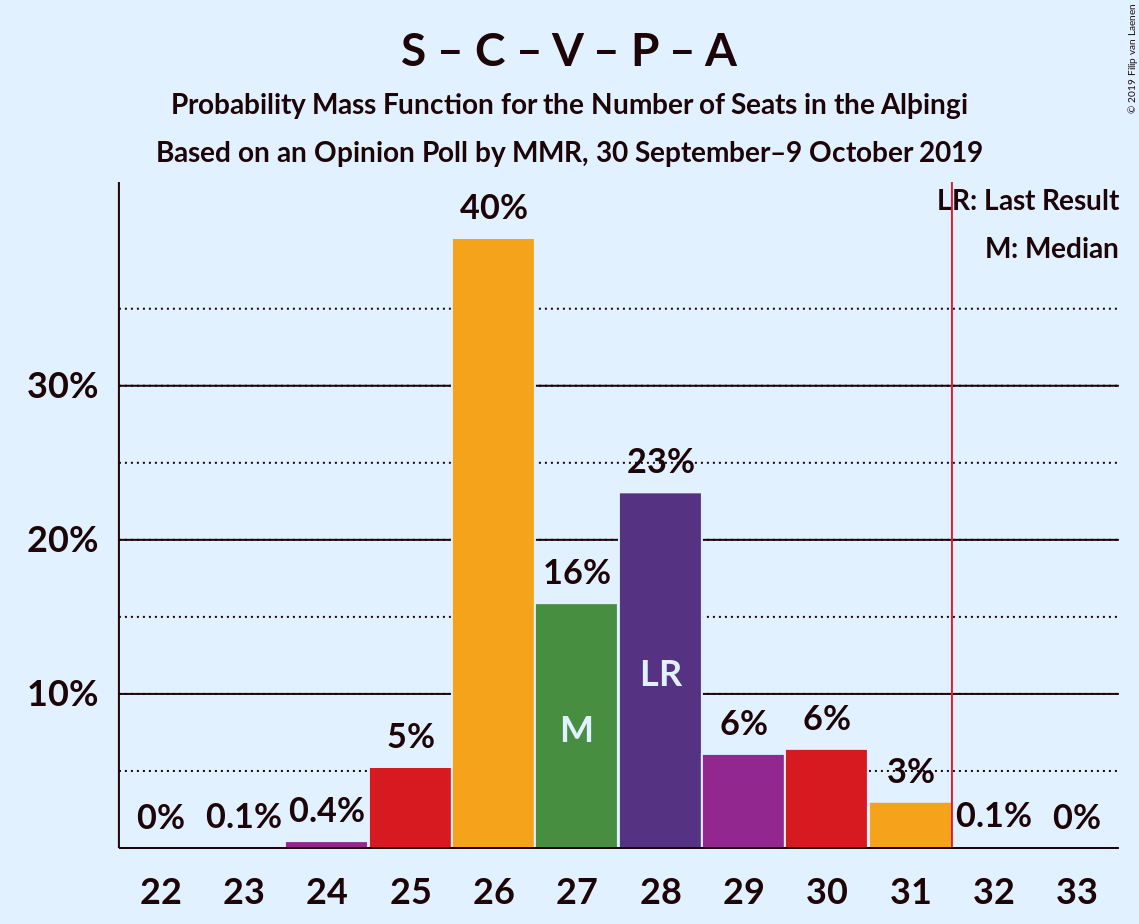 S – C – V – P – A
Probability Mass Function for the Number of Seats in the Alþingi
Based on an Opinion Poll by MMR, 30 September–9 October 2019
© 2019 Filip van Laenen
LR: Last Result
M: Median
40%
30%
23%
20%
16%
LR
10%
M
5%
6%
6%
3%
0%
0.1%
0.4%
0.1%
0%
22 23 24 25 26 27 28 29 30 31 32 33